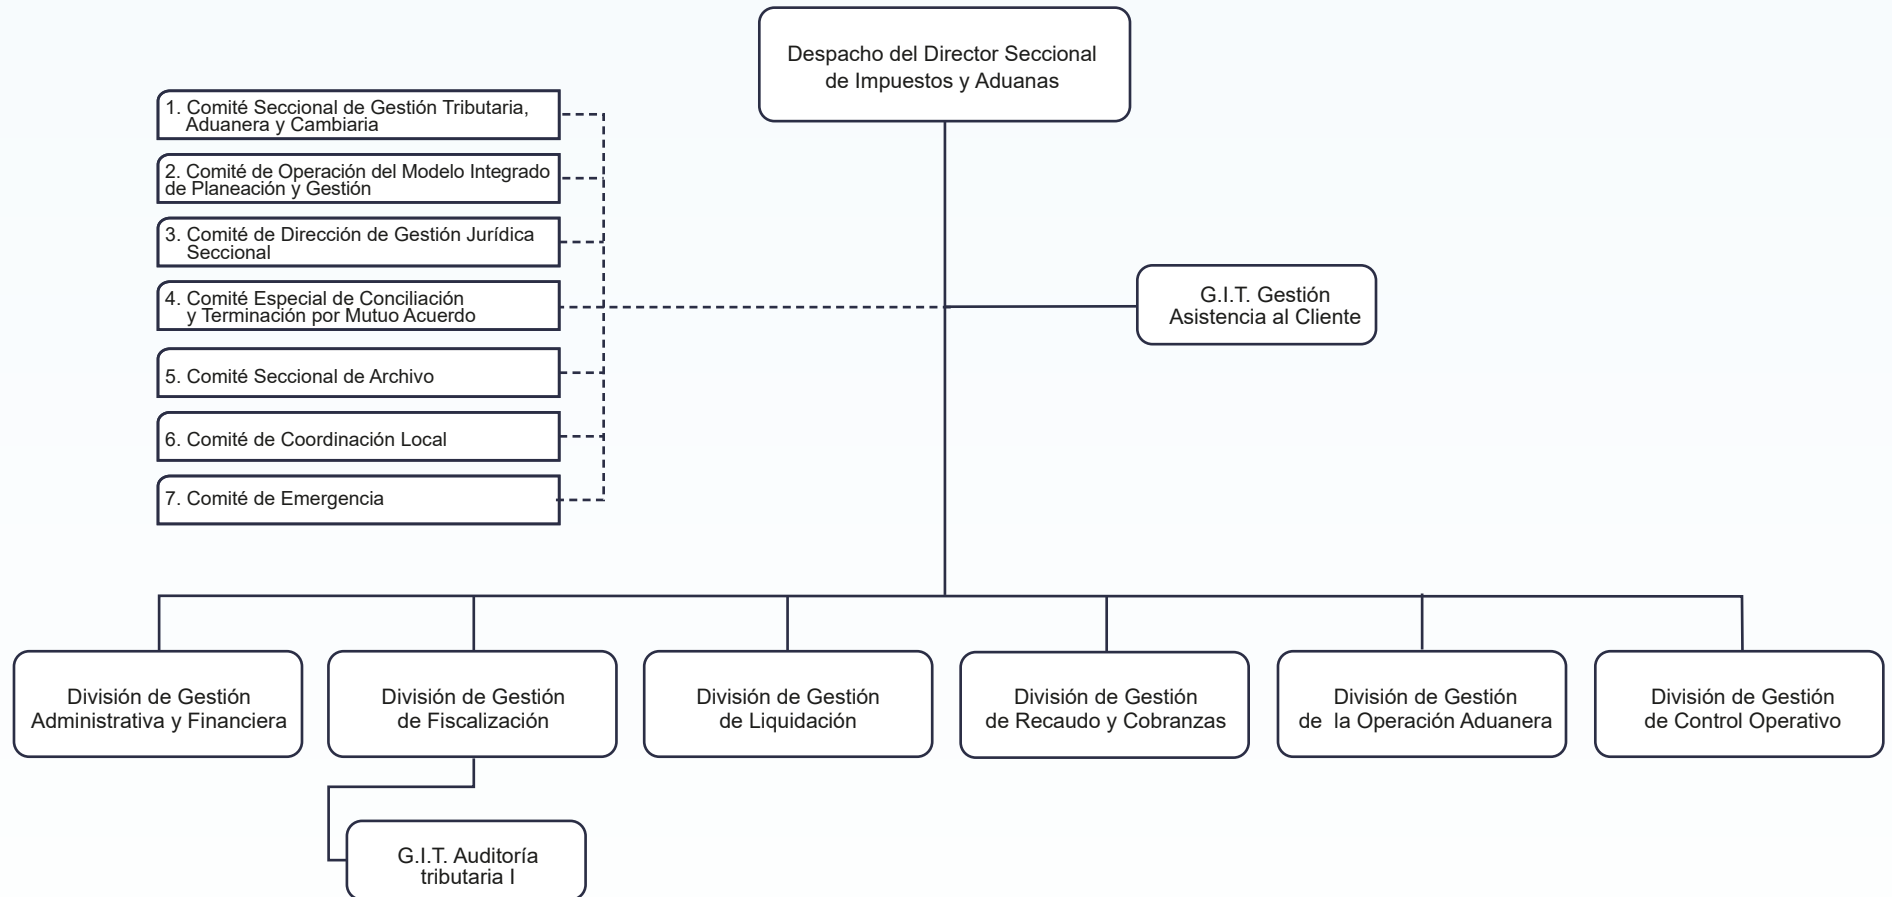 Despacho del Director Seccional
de Impuestos y Aduanas
1. Comité Seccional de Gestión Tributaria,
Aduanera y Cambiaria
2. Comité de Operación del Modelo Integrado
de Planeación y Gestión
3. Comité de Dirección de Gestión Jurídica
Seccional
4. Comité Especial de Conciliación
y Terminación por Mutuo Acuerdo
5. Comité Seccional de Archivo
6. Comité de Coordinación Local
7. Comité de Emergencia
G.I.T. Gestión
Asistencia al Cliente
División de Gestión
Administrativa y Financiera
División de Gestión
de Fiscalización
División de Gestión
de Liquidación
División de Gestión
de Recaudo y Cobranzas
División de Gestión
de  la Operación Aduanera
División de Gestión
de Control Operativo
G.I.T. Auditoría
tributaria I